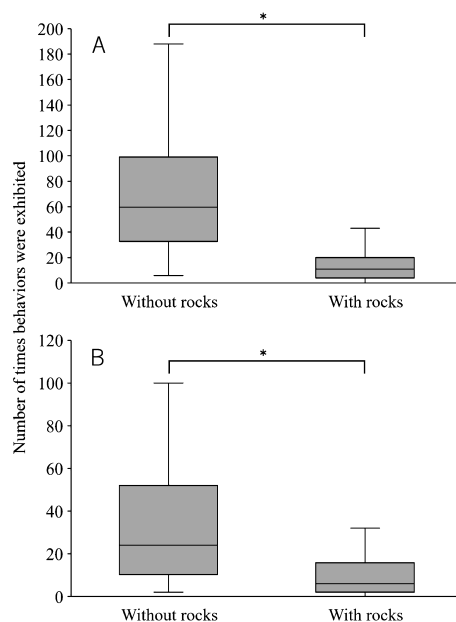 Number of times behaviors were exhibited
A
*
200
180
160
140
120
100
80
60
40
20
0
Without rocks
With rocks
B
*
120
100
80
60
40
20
0
Without rocks
With rocks